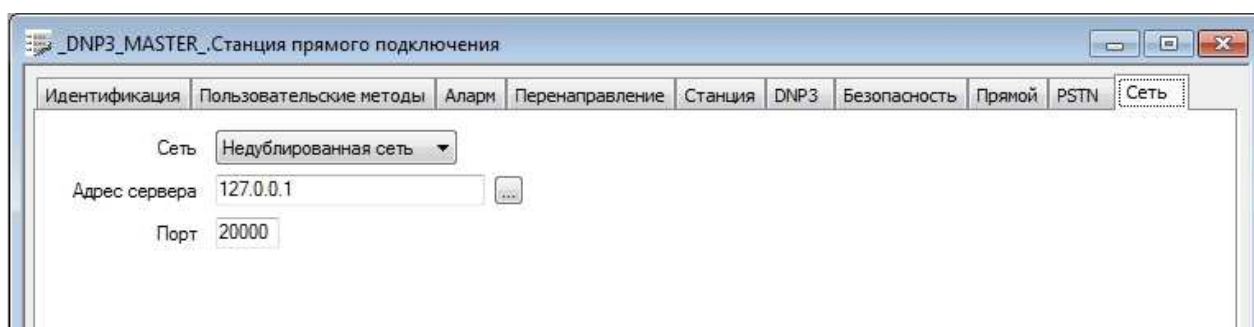 _DNP3_MASTER_.Станция прямого подключения
Идентификация Пользовательские методы Аларм Перенаправление Станция DNP3 Безопасность Прямой PSTN Сеть
Сеть Недублированная сеть
Адрес сервера 127.0.0.1 ...
Порт 20000